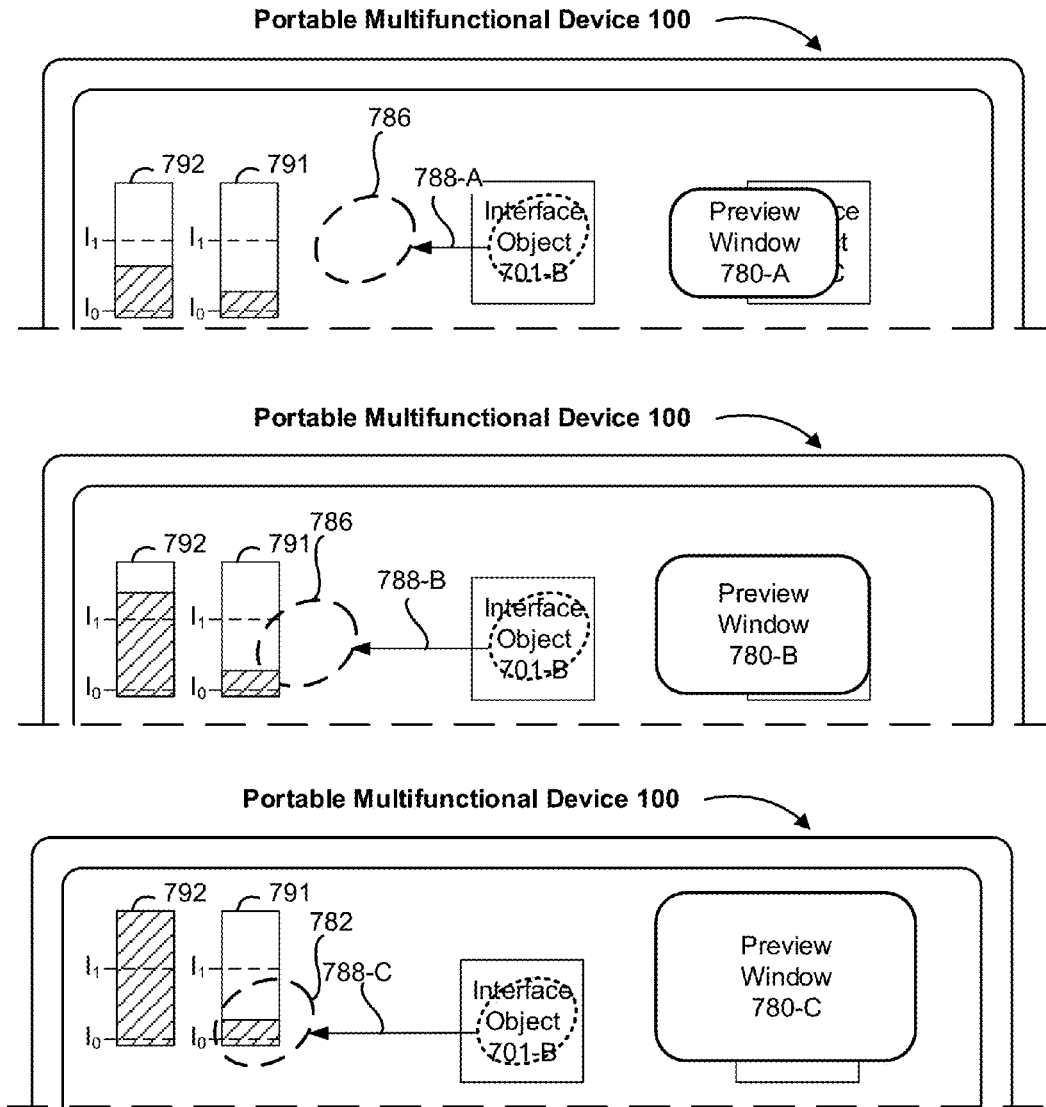 Portable Multifunctional Device 100
786
792
791
788-A
I1
I1
I0
I0
Interface
Object
701-B
Preview
Window
780-A
ce
ct
C
Portable Multifunctional Device 100
786
792
791
788-B
I1
I1
I0
I0
Interface
Object
701-B
Preview
Window
780-B
Portable Multifunctional Device 100
792
791
782
788-C
I1
I1
I0
I0
Interface
Object
701-B
Preview
Window
780-C